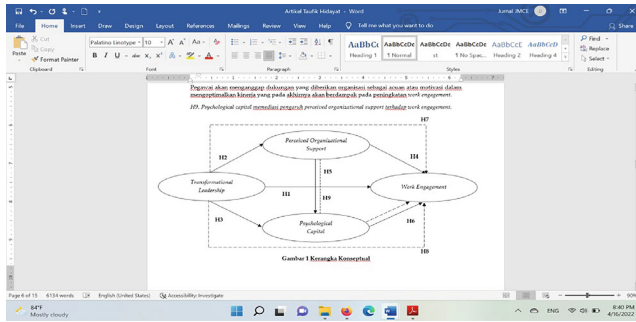 Artikel Taufik Hidayat - Word
Jurnal JIMCE
File Home Insert Draw Design Layout References Mailings Review View Help Tell me what you want to do Share
Cut
Copy
Format Painter
Paste
Clipboard
Palatino Linotype 10
Font
Paragraph
AaBbCc AaBbCcDc AaBbCcDc AaBbCcDc AaBbCcC AaBbCcD
Heading 1 ¶ Normal st ¶ No Spac... Heading 2 Heading 4
Styles
Find
Replace
Select
Editing
Pegawai akan menganggap dukungan yang diberikan organisasi sebagai acuan atau motivasi dalam
mengoptimalkan kinerja yang pada akhirnya akan berdampak pada peningkatan work engagement.
H9. Psychological capital memediasi pengaruh perceived organizational support terhadap work engagement.
H7
Perceived Organizational
Support
H2
H4
H5
Transformational
Leadership
H1
Work Engagement
H9
H3
Psychological
Capital
H6
H8
Gambar 1 Kerangka Konseptual
Page 6 of 15 6134 words English (United States) Accessibility: Investigate 90%
84°F
Mostly cloudy
ENG
8:40 PM
4/16/2022